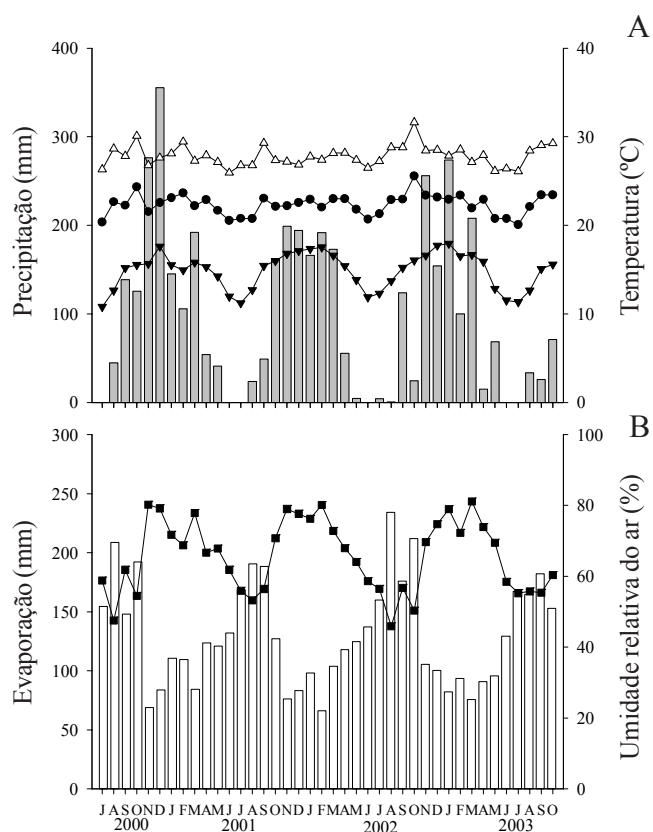 A
400
300
200
100
0
Precipitação (mm)
40
30
20
10
0
Temperatura (ºC)
B
300
250
200
150
100
50
0
Evaporação (mm)
100
80
60
40
20
0
Umidade relativa do ar (%)
J A S O N D J F M A M J J A S O N D J F M A M J J A S O N D J F M A M J J A S O
2000 2001 2002 2003